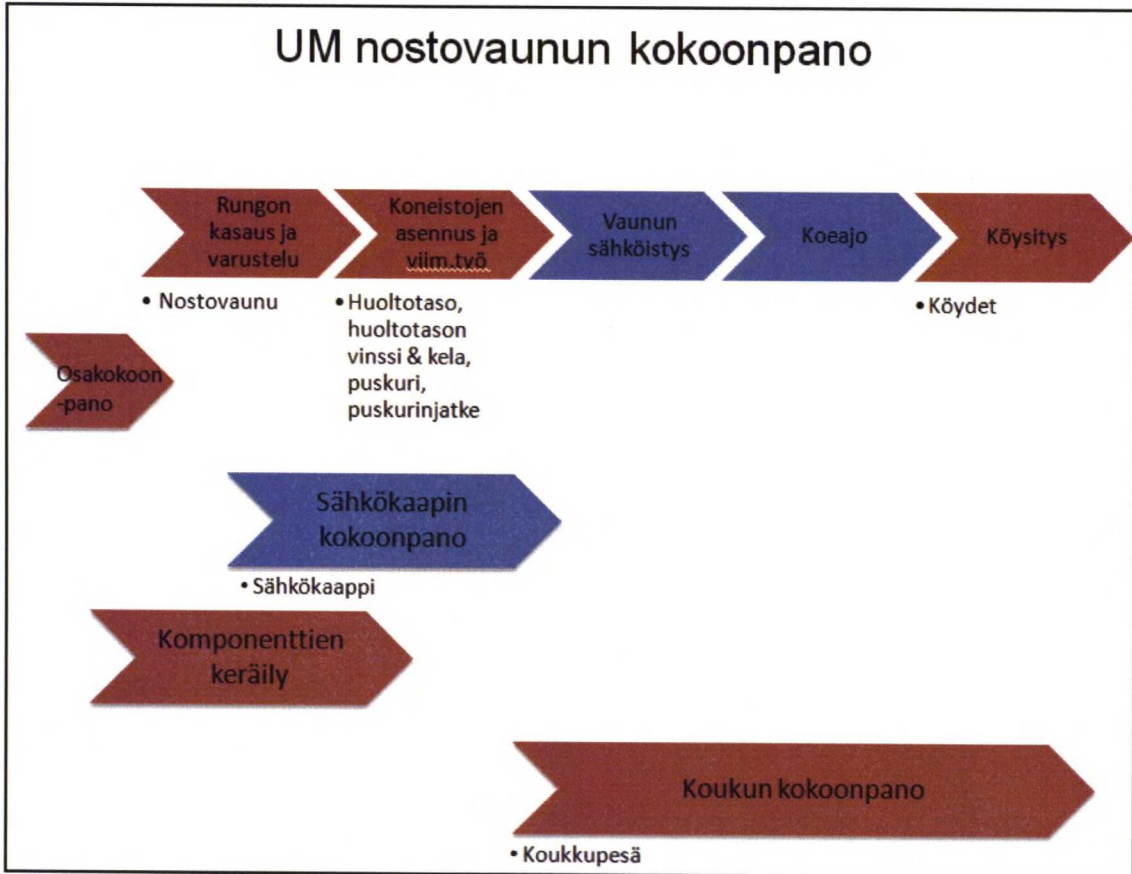 UM nostovaunun kokoonpano
Rungon
kasaus ja
varustelu
Koneistojen
asennus ja
viim.työ
Vaunun
sähköistys
Koeajo
Köysitys
• Nostovaunu
• Huoltotaso,
huoltotason
vinssi & kela,
puskuri,
puskurinjatke
• Köydet
Osakokoon
-pano
Sähkökaapin
kokoonpano
• Sähkökaappi
Komponenttien
keräily
Koukun kokoonpano
• Koukkupesä